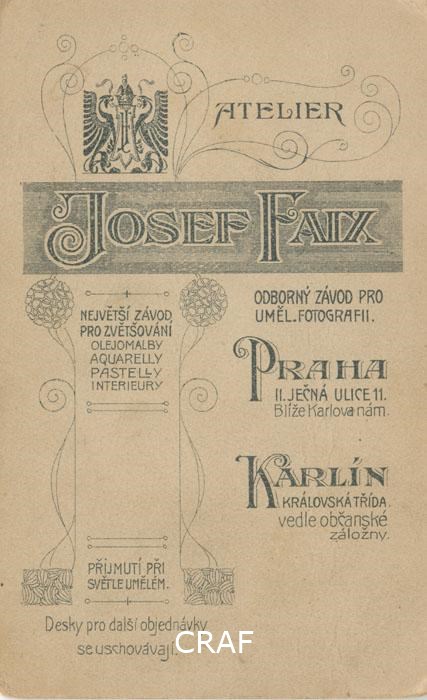 ATELIER
JOSEF FAIX
NEJVĚTŠÍ ZÁVOD
PRO ZVĚTŠOVÁNÍ
OLEJOMALBY
AQUARELLY
PASTELLY
INTERIEURY
ODBORNÝ ZÁVOD PRO
UMĚL. FOTOGRAFII.
PRAHA
II. JEČNÁ ULICE 11.
Blíže Karlova nám.
KARLÍN
KRÁLOVSKÁ TŘÍDA.
vedle občanské
záložny.
PŘIJMUTÍ PŘI
SVĚTLE UMĚLÉM.
Desky pro další objednávky
se uschovávají.
CRAF